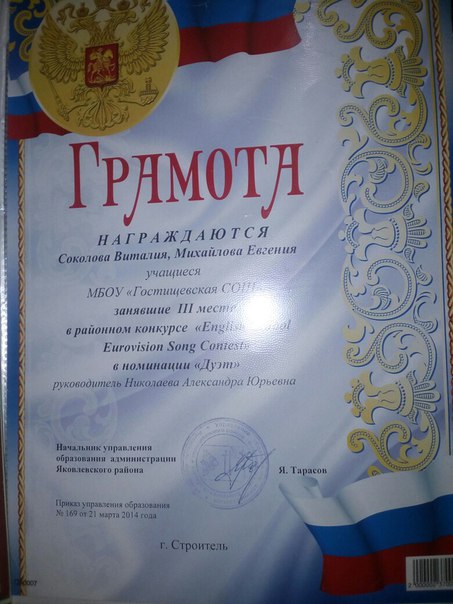 ГРАМОТА
НАГРАЖДАЮТСЯ
Соколова Виталия, Михайлова Евгения
учащиеся
МБОУ «Гостищевская
занявшие III место
в районном конкурсе «English
Eurovision Song Contest»
в номинации «Дуэт»
руководитель Николаева Александра Юрьевна
Начальник управления
образования администрации
Яковлевского района
Я. Тарасов
Приказ управления образования
№ 169 от 21 марта 2014 года
г. Строитель